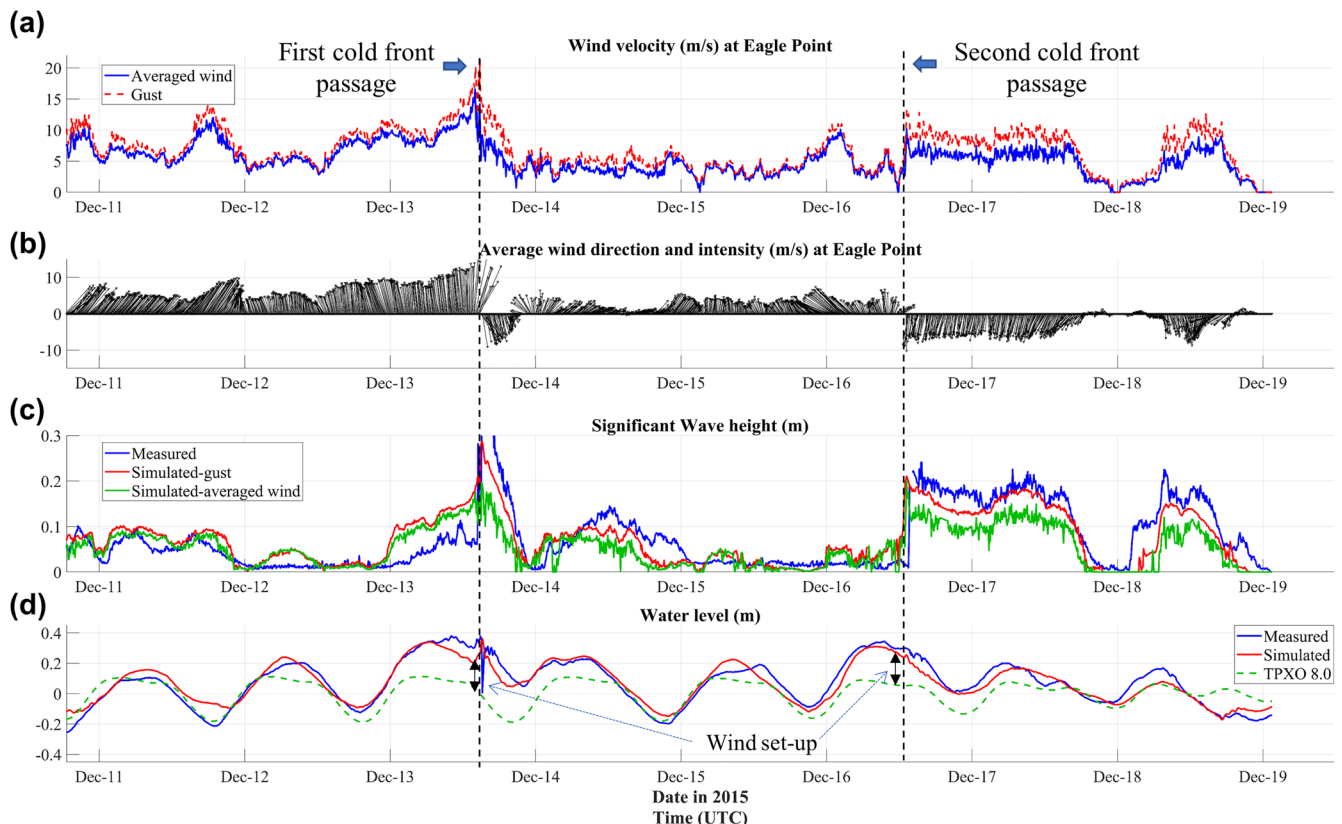 (a)
Wind velocity (m/s) at Eagle Point
First cold front
passage
Second cold front
passage
Averaged wind
Gust
20
15
10
5
0
Dec-11 Dec-12 Dec-13 Dec-14 Dec-15 Dec-16 Dec-17 Dec-18 Dec-19
(b)
Average wind direction and intensity (m/s) at Eagle Point
10
0
-10
Dec-11 Dec-12 Dec-13 Dec-14 Dec-15 Dec-16 Dec-17 Dec-18 Dec-19
(c)
Significant Wave height (m)
Measured
Simulated-gust
Simulated-averaged wind
0.3
0.2
0.1
0
Dec-11 Dec-12 Dec-13 Dec-14 Dec-15 Dec-16 Dec-17 Dec-18 Dec-19
(d)
Water level (m)
Measured
Simulated
TPXO 8.0
0.4
0.2
0
-0.2
-0.4
Wind set-up
Dec-11 Dec-12 Dec-13 Dec-14 Dec-15 Dec-16 Dec-17 Dec-18 Dec-19
Date in 2015
Time (UTC)